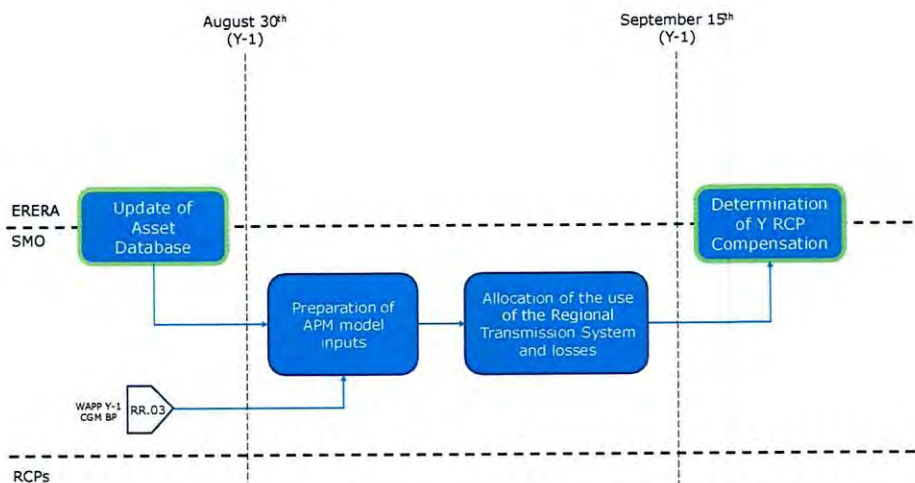 August 30th
(Y-1)
September 15th
(Y-1)
ERERA
SMO
Update of
Asset
Database
Determination
of Y RCP
Compensation
Preparation of
APM model
inputs
Allocation of the use
of the Regional
Transmission System
and losses
WAPP Y-1
CGM BP
RR.03
RCPs